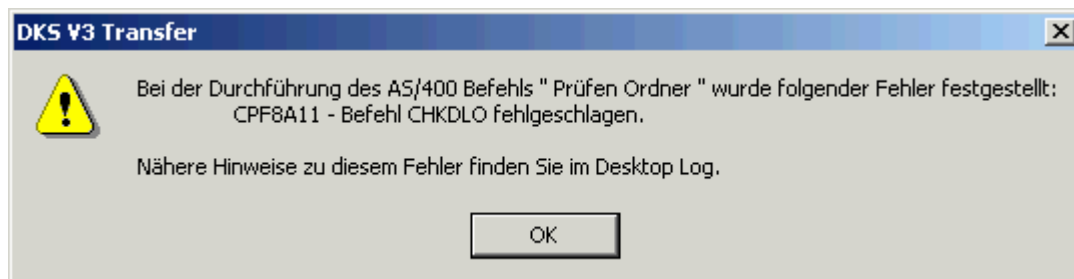 DKS V3 Transfer
Bei der Durchführung des AS/400 Befehls " Prüfen Ordner " wurde folgender Fehler festgestellt:
CPF8A11 - Befehl CHKDLO fehlgeschlagen.
Nähere Hinweise zu diesem Fehler finden Sie im Desktop Log.
OK